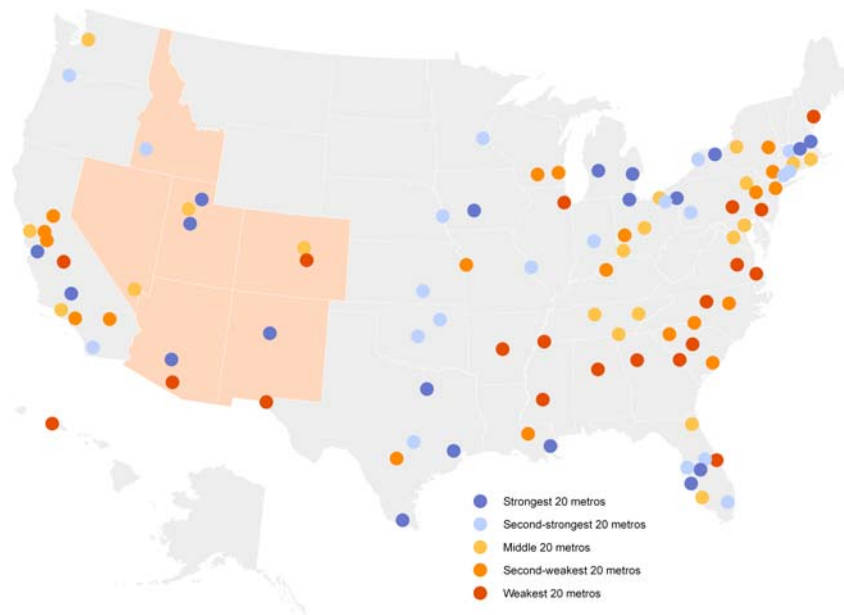 Strongest 20 metros
Second-strongest 20 metros
Middle 20 metros
Second-weakest 20 metros
Weakest 20 metros